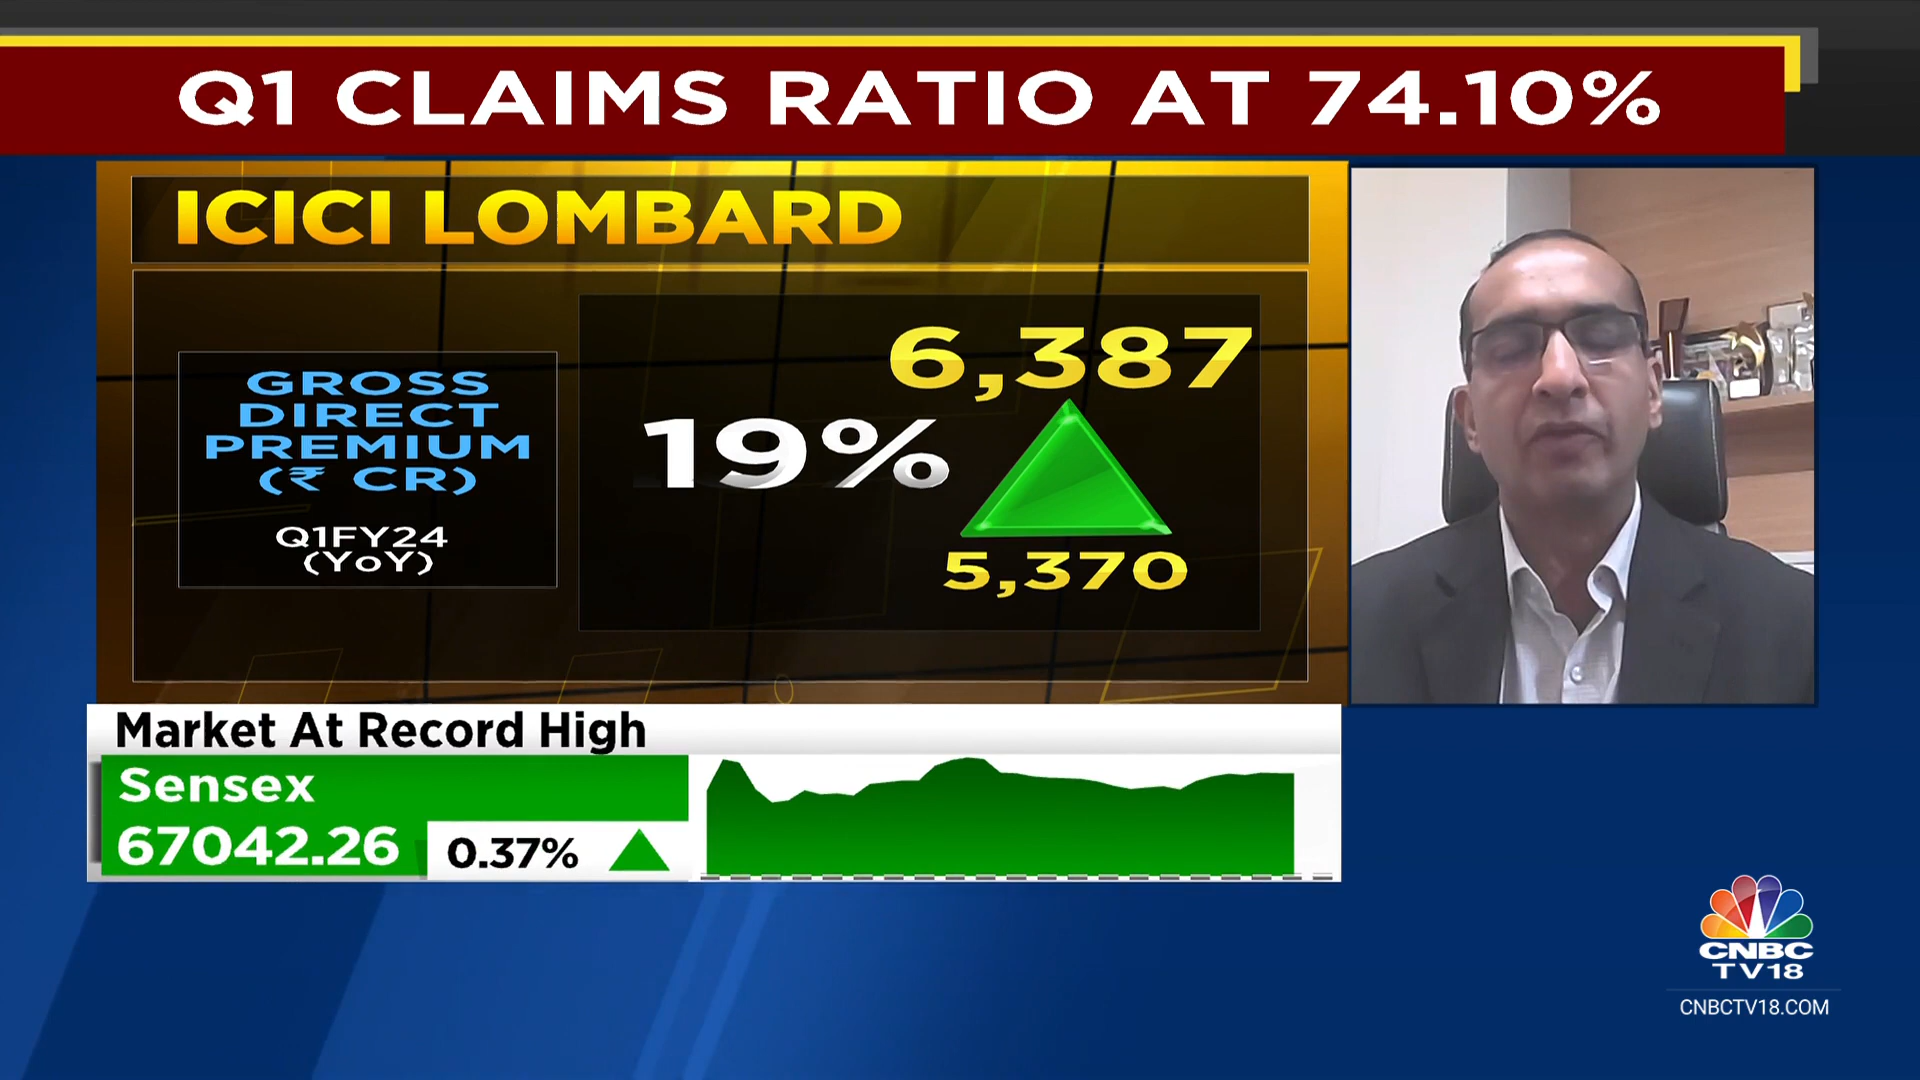 Q1 CLAIMS RATIO AT 74.10%
ICICI LOMBARD
GROSS
DIRECT
PREMIUM
(₹ CR)
Q1FY24
(YoY)
6,387
19%
5,370
Market At Record High
Sensex
67042.26
0.37%
CNBC
TV18
CNBCTV18.COM